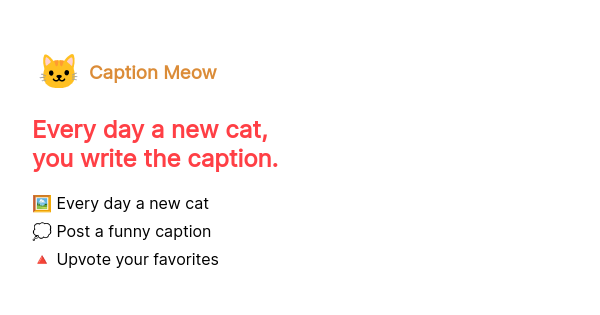 Caption Meow
Every day a new cat,
you write the caption.
Every day a new cat
Post a funny caption
Upvote your favorites